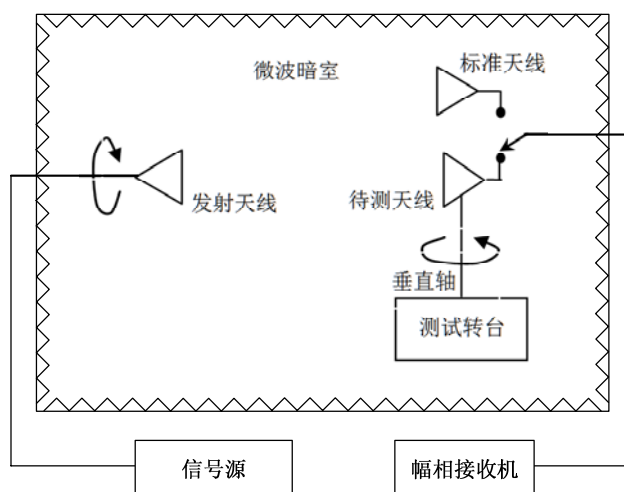 标准天线
微波暗室
发射天线
待测天线
垂直轴
测试转台
信号源
幅相接收机